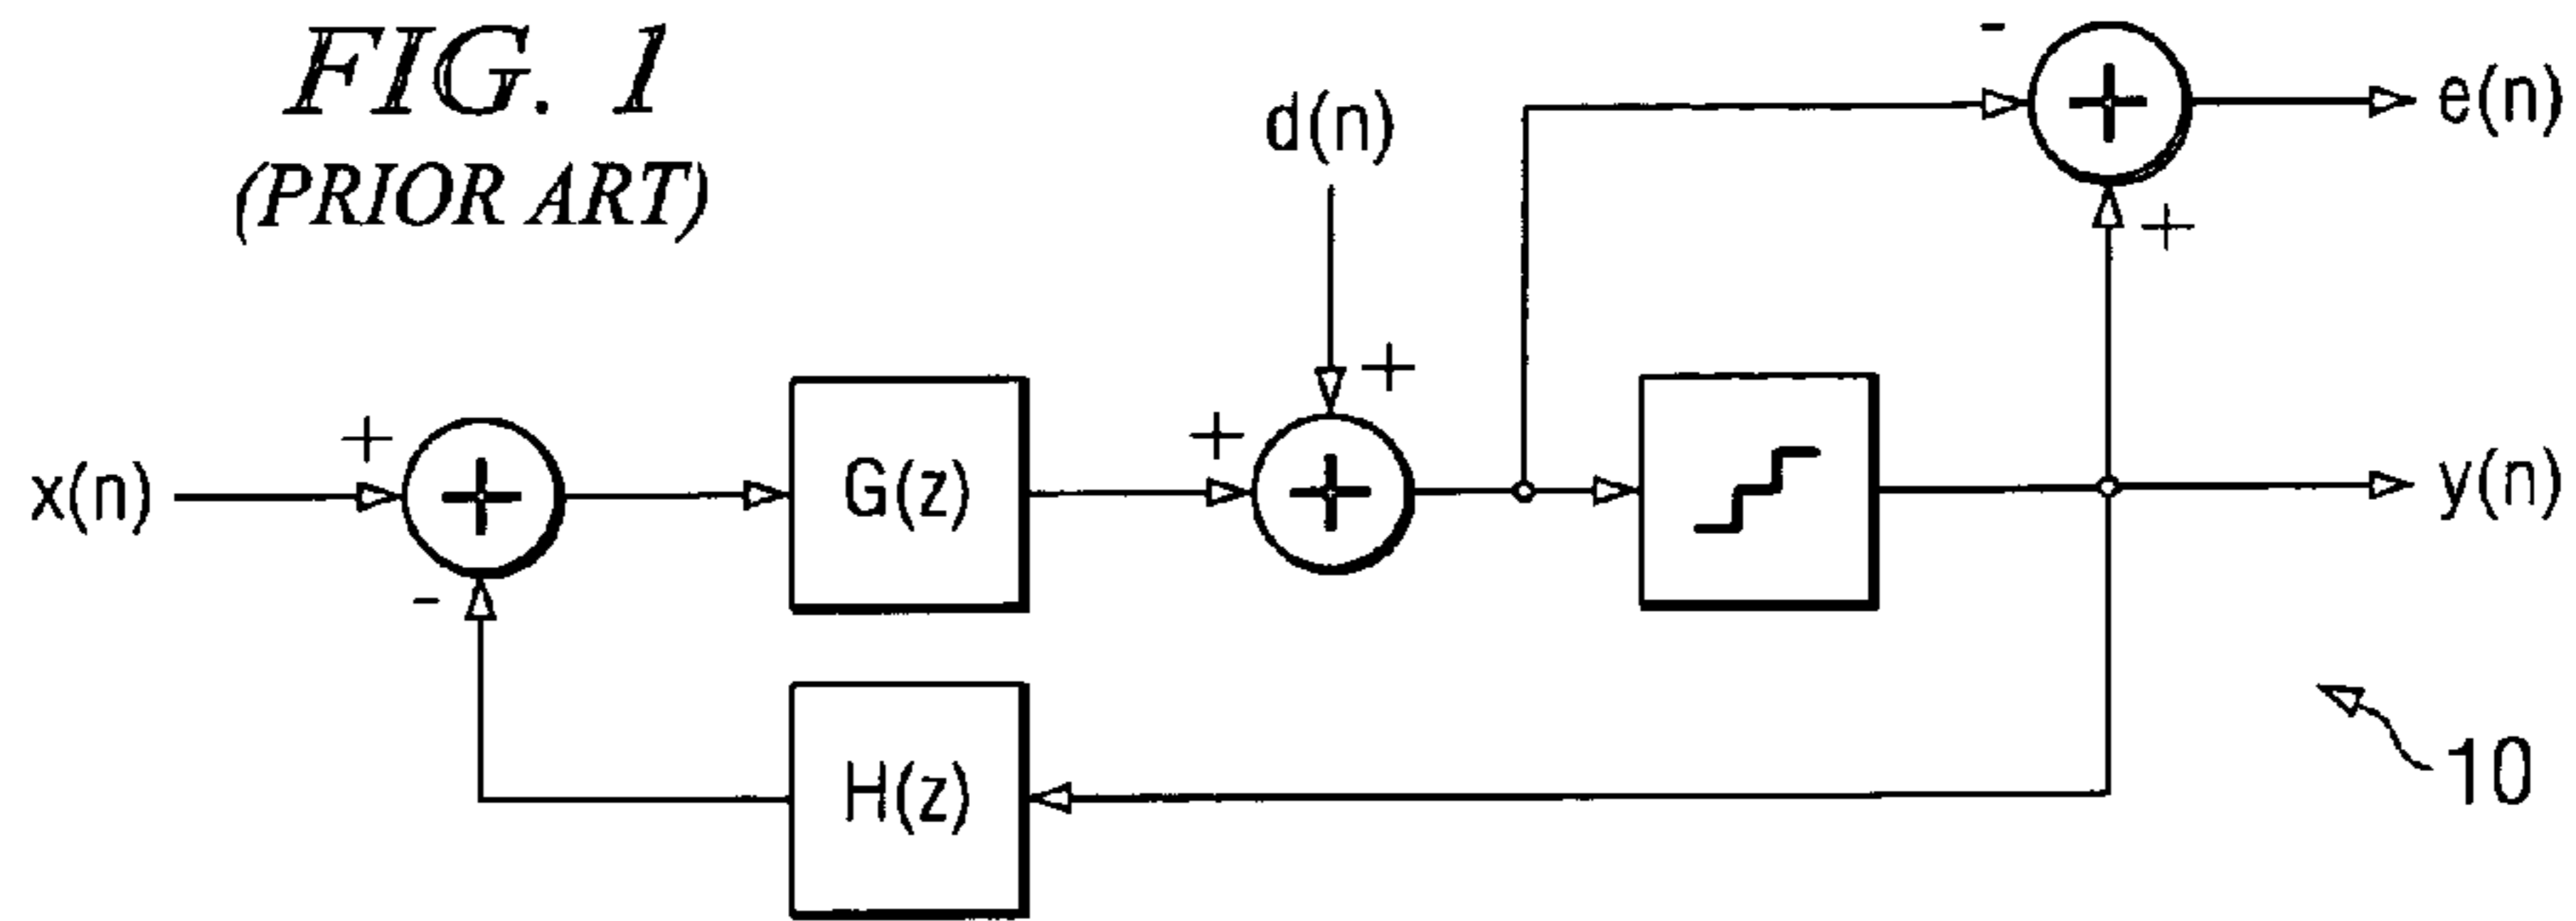 FIG. 1
(PRIOR ART)
-
e(n)
d(n)
+
+
+
+
x(n)
G(z)
y(n)
-
H(z)
10